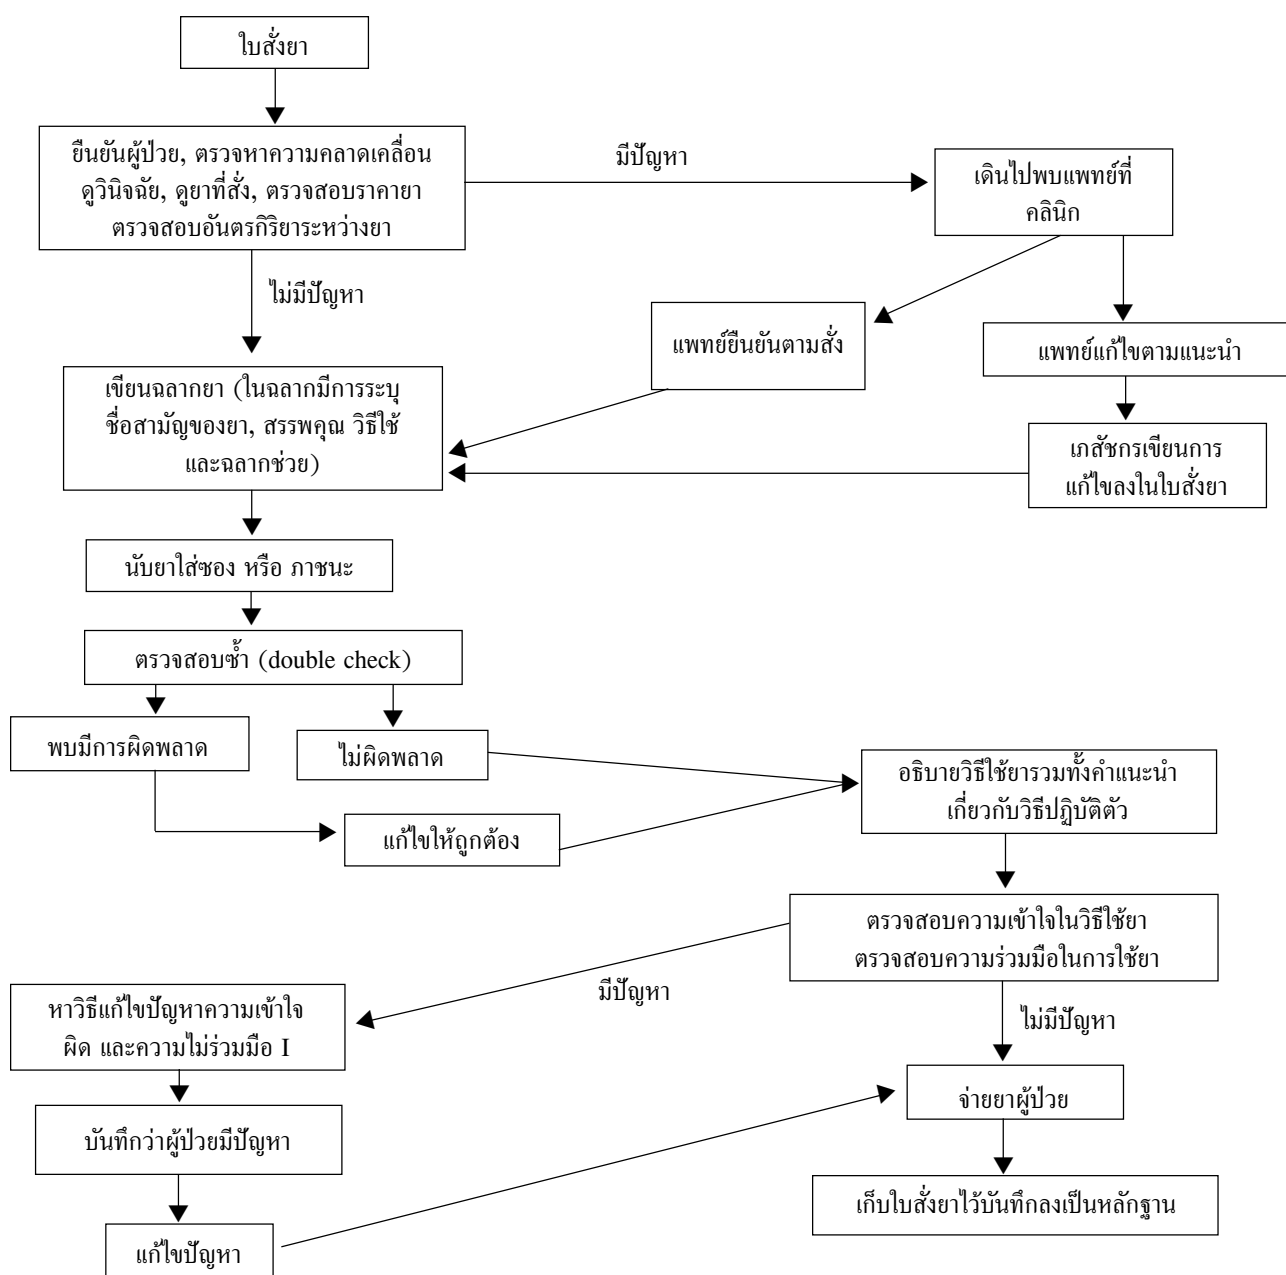 ใบสั่งยา
ยืนยันผู้ป่วย, ตรวจหาความคลาดเคลื่อน
ดูวินิจฉัย, ดูยาที่สั่ง, ตรวจสอบราคายา
ตรวจสอบอันตรกิริยาระหว่างยา
มีปัญหา
เดินไปพบแพทย์ที่
คลินิก
ไม่มีปัญหา
แพทย์ยืนยันตามสั่ง
แพทย์แก้ไขตามแนะนำ
เขียนฉลากยา (ในฉลากมีการระบุ
ชื่อสามัญของยา, สรรพคุณ วิธีใช้
และฉลากช่วย)
เภสัชกรเขียนการ
แก้ไขลงในใบสั่งยา
นับยาใส่ซอง หรือ ภาชนะ
ตรวจสอบซ้ำ (double check)
พบมีการผิดพลาด
ไม่ผิดพลาด
แก้ไขให้ถูกต้อง
อธิบายวิธีใช้ยารวมทั้งคำแนะนำ
เกี่ยวกับวิธีปฏิบัติตัว
ตรวจสอบความเข้าใจในวิธีใช้ยา
ตรวจสอบความร่วมมือในการใช้ยา
มีปัญหา
ไม่มีปัญหา
หาวิธีแก้ไขปัญหาความเข้าใจ
ผิด และความไม่ร่วมมือ I
บันทึกว่าผู้ป่วยมีปัญหา
แก้ไขปัญหา
จ่ายยาผู้ป่วย
เก็บใบสั่งยาไว้บันทึกลงเป็นหลักฐาน